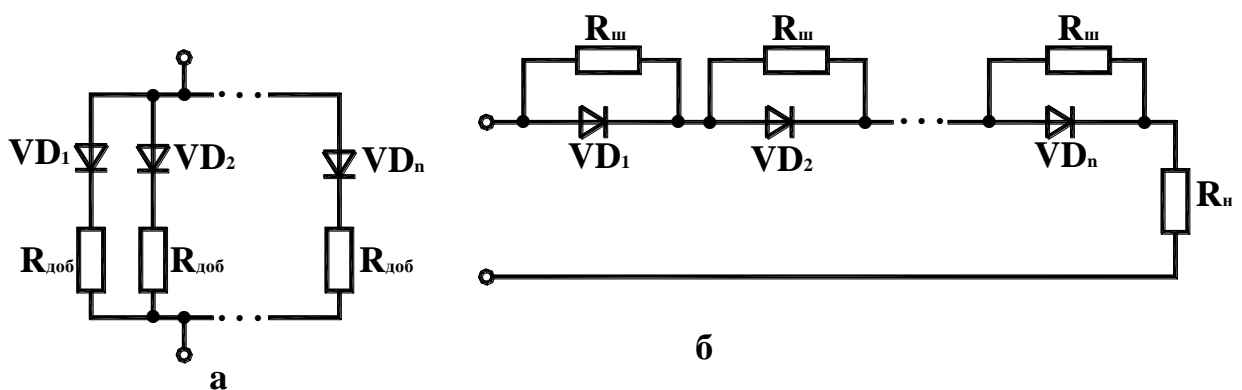 Rш Rш Rш
VD1 VD2 VDn
VD1 VD2 VDn
Rн
Rдоб Rдоб Rдоб
б
а